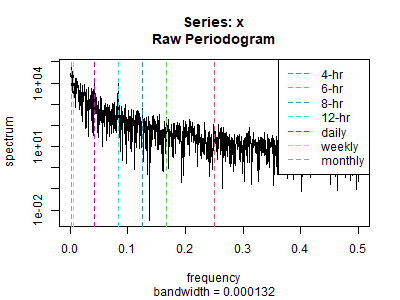 Series: x
Raw Periodogram
spectrum
1e+04
1e+01
1e-02
4-hr
6-hr
8-hr
12-hr
daily
weekly
monthly
0.0 0.1 0.2 0.3 0.4 0.5
frequency
bandwidth = 0.000132